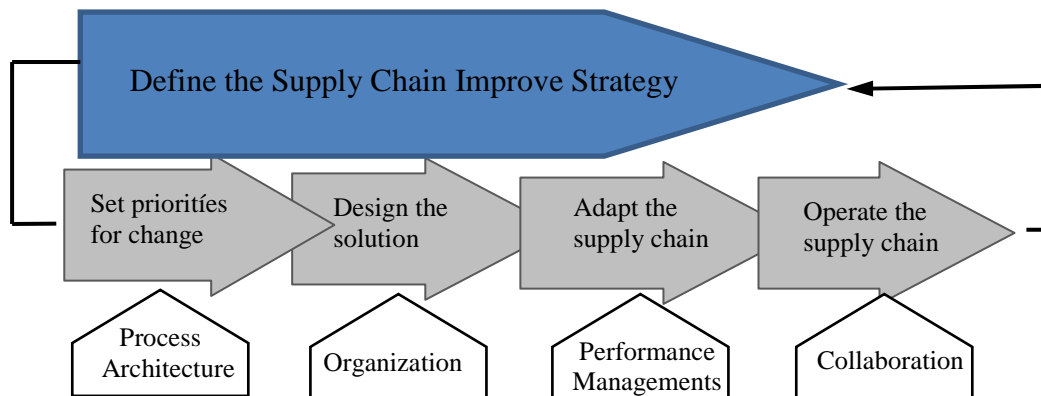 Define the Supply Chain Improve Strategy
Set prioritíes
for change
Design the
solution
Adapt the
supply chain
Operate the
supply chain
Process
Architecture
Organization
Performance
Managements
Collaboration